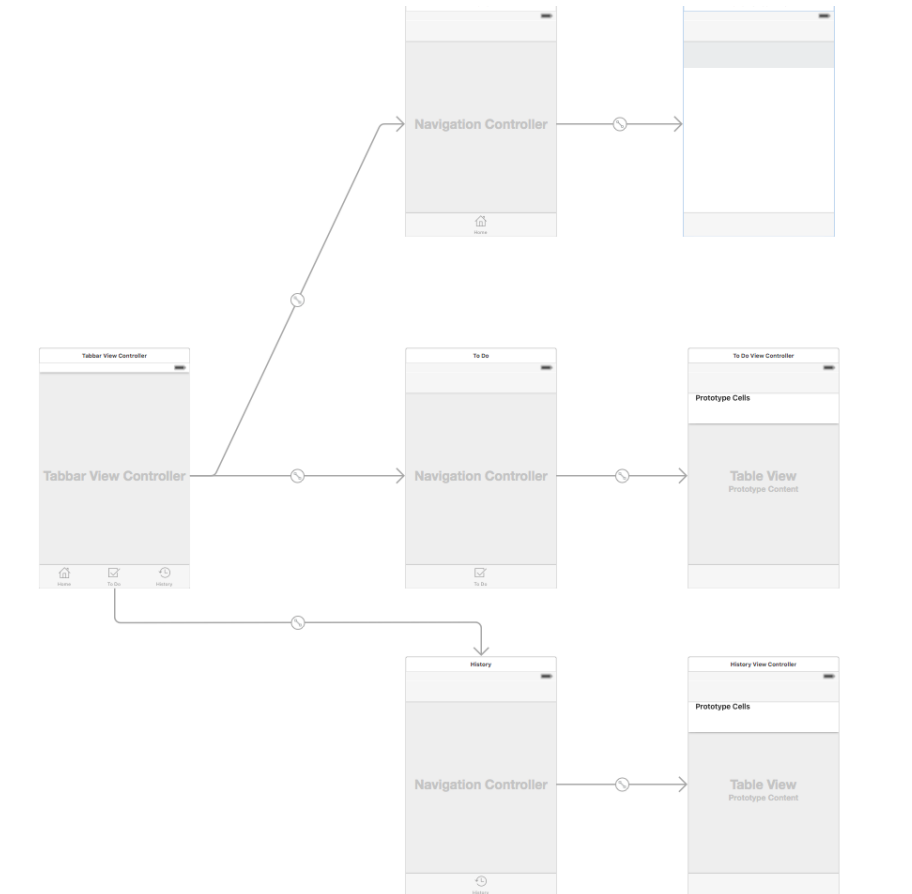 Navigation Controller
Home
Tabbar View Controller
To Do
To Do View Controller
Prototype Cells
Tabbar View Controller
Navigation Controller
Table View
Prototype Content
Home
To Do
History
To Do
History
History View Controller
Prototype Cells
Navigation Controller
Table View
Prototype Content
History